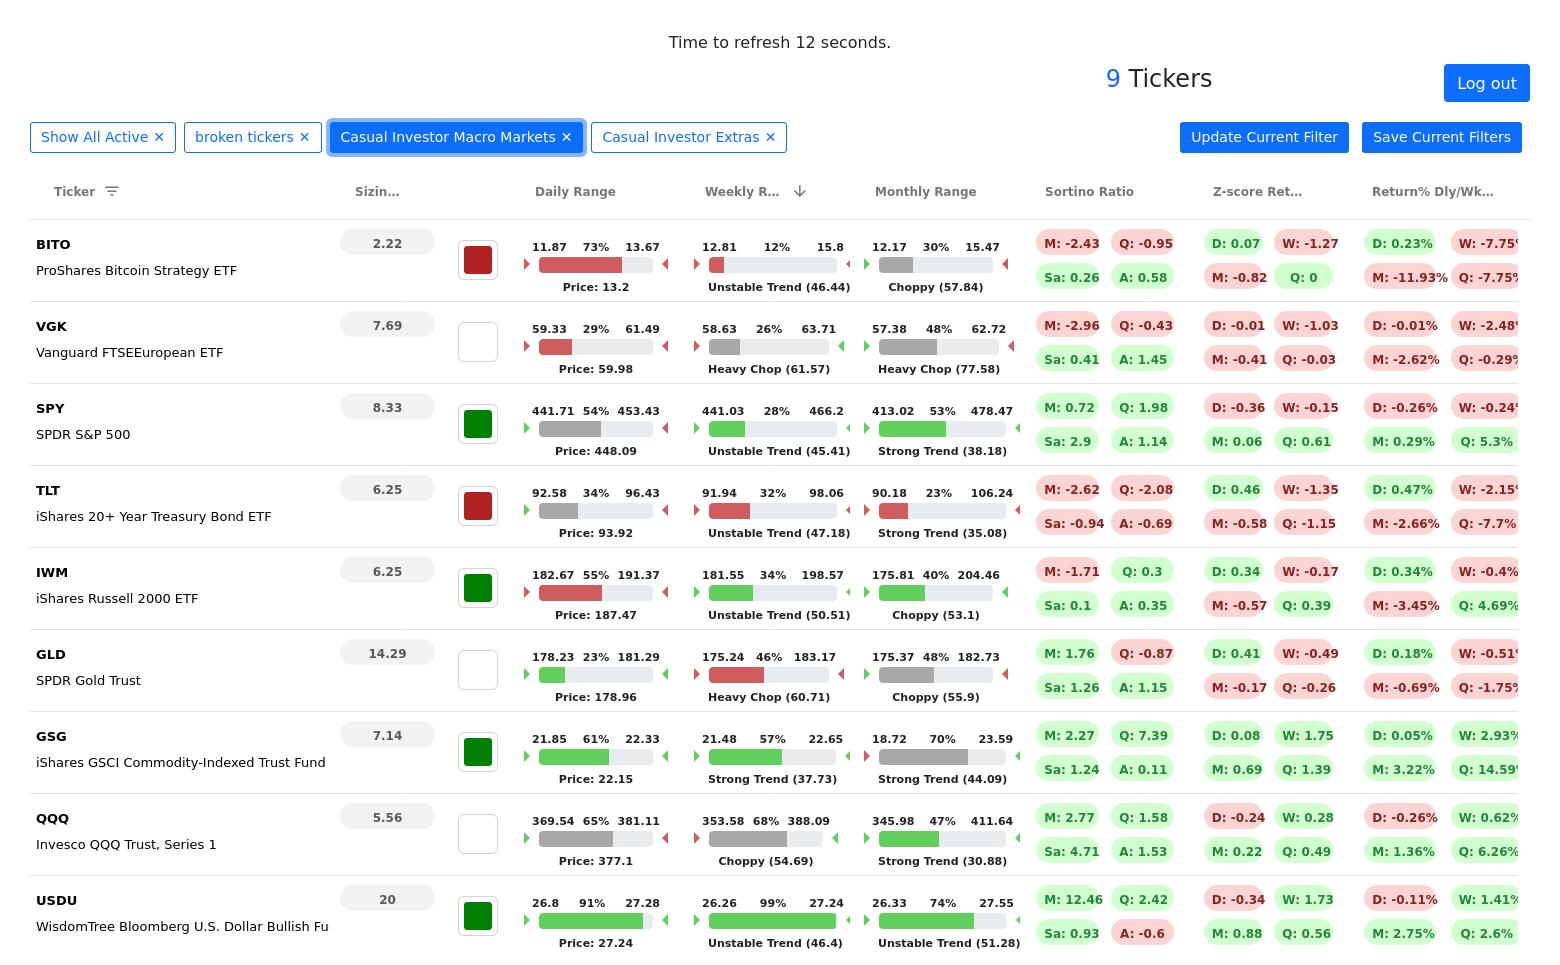 Time to refresh 12 seconds.
9 Tickers
Log out
Show All Active ✕ broken tickers ✕ Casual Investor Macro Markets ✕ Casual Investor Extras ✕ Update Current Filter Save Current Filters
Ticker Sizin... Daily Range Weekly R... Monthly Range Sortino Ratio Z-score Ret... Return% Dly/Wk...
BITO 2.22 11.87 73% 13.67 12.81 12% 15.8 12.17 30% 15.47 M: -2.43 Q: -0.95 D: 0.07 W: -1.27 D: 0.23% W: -7.75%
ProShares Bitcoin Strategy ETF Price: 13.2 Unstable Trend (46.44) Choppy (57.84) Sa: 0.26 A: 0.58 M: -0.82 Q: 0 M: -11.93% Q: -7.75%
VGK 7.69 59.33 29% 61.49 58.63 26% 63.71 57.38 48% 62.72 M: -2.96 Q: -0.43 D: -0.01 W: -1.03 D: -0.01% W: -2.48%
Vanguard FTSEEuropean ETF Price: 59.98 Heavy Chop (61.57) Heavy Chop (77.58) Sa: 0.41 A: 1.45 M: -0.41 Q: -0.03 M: -2.62% Q: -0.29%
SPY 8.33 441.71 54% 453.43 441.03 28% 466.2 413.02 53% 478.47 M: 0.72 Q: 1.98 D: -0.36 W: -0.15 D: -0.26% W: -0.24%
SPDR S&P 500 Price: 448.09 Unstable Trend (45.41) Strong Trend (38.18) Sa: 2.9 A: 1.14 M: 0.06 Q: 0.61 M: 0.29% Q: 5.3%
TLT 6.25 92.58 34% 96.43 91.94 32% 98.06 90.18 23% 106.24 M: -2.62 Q: -2.08 D: 0.46 W: -1.35 D: 0.47% W: -2.15%
iShares 20+ Year Treasury Bond ETF Price: 93.92 Unstable Trend (47.18) Strong Trend (35.08) Sa: -0.94 A: -0.69 M: -0.58 Q: -1.15 M: -2.66% Q: -7.7%
IWM 6.25 182.67 55% 191.37 181.55 34% 198.57 175.81 40% 204.46 M: -1.71 Q: 0.3 D: 0.34 W: -0.17 D: 0.34% W: -0.4%
iShares Russell 2000 ETF Price: 187.47 Unstable Trend (50.51) Choppy (53.1) Sa: 0.1 A: 0.35 M: -0.57 Q: 0.39 M: -3.45% Q: 4.69%
GLD 14.29 178.23 23% 181.29 175.24 46% 183.17 175.37 48% 182.73 M: 1.76 Q: -0.87 D: 0.41 W: -0.49 D: 0.18% W: -0.51%
SPDR Gold Trust Price: 178.96 Heavy Chop (60.71) Choppy (55.9) Sa: 1.26 A: 1.15 M: -0.17 Q: -0.26 M: -0.69% Q: -1.75%
GSG 7.14 21.85 61% 22.33 21.48 57% 22.65 18.72 70% 23.59 M: 2.27 Q: 7.39 D: 0.08 W: 1.75 D: 0.05% W: 2.93%
iShares GSCI Commodity-Indexed Trust Fund Price: 22.15 Strong Trend (37.73) Strong Trend (44.09) Sa: 1.24 A: 0.11 M: 0.69 Q: 1.39 M: 3.22% Q: 14.59%
QQQ 5.56 369.54 65% 381.11 353.58 68% 388.09 345.98 47% 411.64 M: 2.77 Q: 1.58 D: -0.24 W: 0.28 D: -0.26% W: 0.62%
Invesco QQQ Trust, Series 1 Price: 377.1 Choppy (54.69) Strong Trend (30.88) Sa: 4.71 A: 1.53 M: 0.22 Q: 0.49 M: 1.36% Q: 6.26%
USDU 20 26.8 91% 27.28 26.26 99% 27.24 26.33 74% 27.55 M: 12.46 Q: 2.42 D: -0.34 W: 1.73 D: -0.11% W: 1.41%
WisdomTree Bloomberg U.S. Dollar Bullish Fu Price: 27.24 Unstable Trend (46.4) Unstable Trend (51.28) Sa: 0.93 A: -0.6 M: 0.88 Q: 0.56 M: 2.75% Q: 2.6%